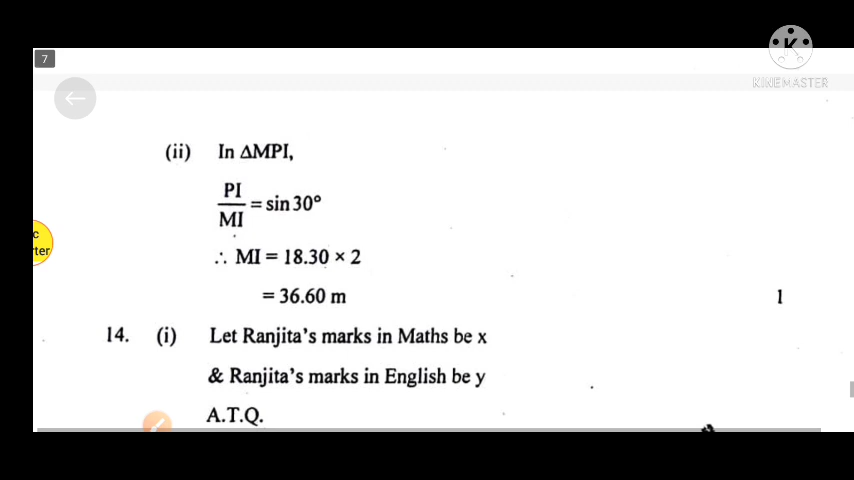 7
KINEMASTER
(ii) In ΔMPI,
PI
MI
= sin 30°
c
rter
∴ MI = 18.30 × 2
= 36.60 m
1
14. (i) Let Ranjita's marks in Maths be x
& Ranjita's marks in English be y
A.T.Q.